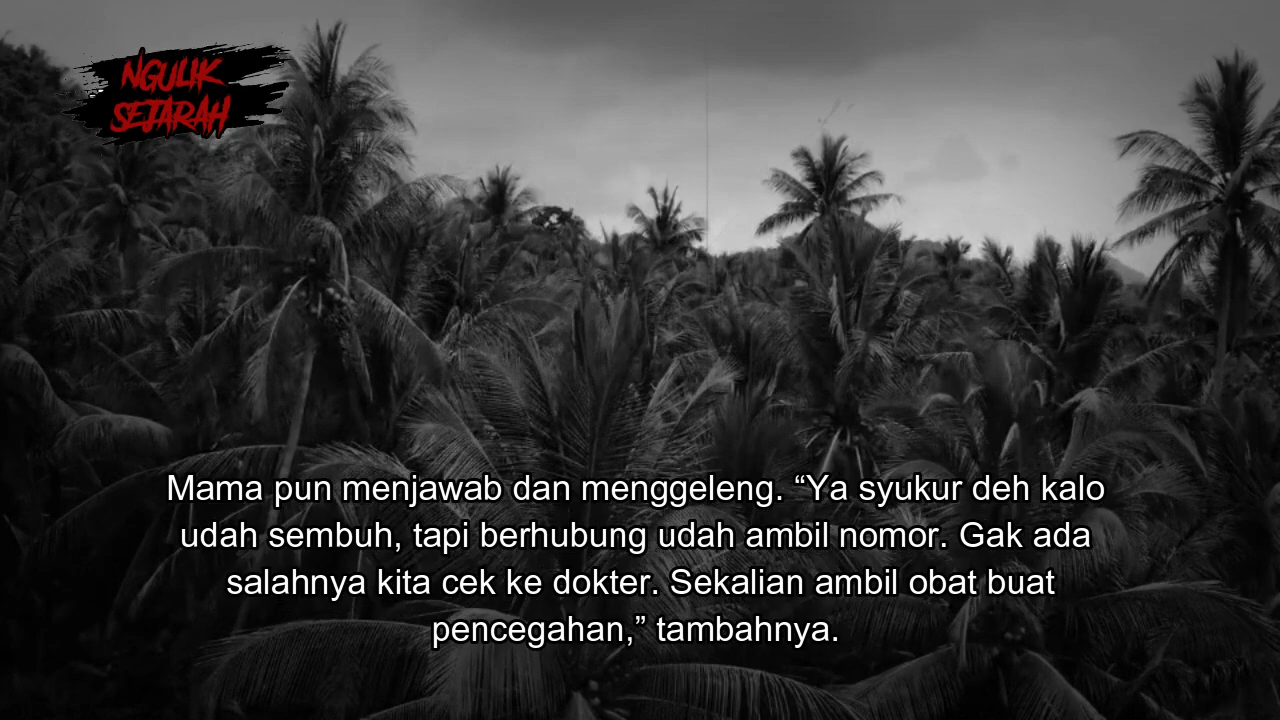 NGULIK
SEJARAH
Mama pun menjawab dan menggeleng. “Ya syukur deh kalo
udah sembuh, tapi berhubung udah ambil nomor. Gak ada
salahnya kita cek ke dokter. Sekalian ambil obat buat
pencegahan,” tambahnya.